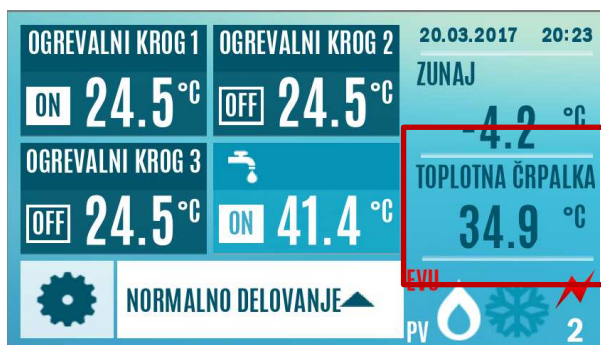 OGREVALNI KROG 1
ON 24.5°C
OGREVALNI KROG 2
OFF 24.5°C
20.03.2017 20:23
ZUNAJ
-4.2 °C
OGREVALNI KROG 3
OFF 24.5°C
ON 41.4 °C
TOPLOTNA ČRPALKA
34.9 °C
NORMALNO DELOVANJE
EVU
PV
2